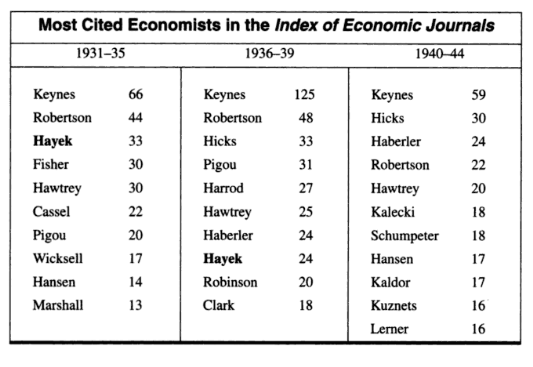 Most Cited Economists in the Index of Economic Journals
1931–35 1936–39 1940–44
Keynes 66 Keynes 125 Keynes 59
Robertson 44 Robertson 48 Hicks 30
Hayek 33 Hicks 33 Haberler 24
Fisher 30 Pigou 31 Robertson 22
Hawtrey 30 Harrod 27 Hawtrey 20
Cassel 22 Hawtrey 25 Kalecki 18
Pigou 20 Haberler 24 Schumpeter 18
Wicksell 17 Hayek 24 Hansen 17
Hansen 14 Robinson 20 Kaldor 17
Marshall 13 Clark 18 Kuznets 16
Lerner 16